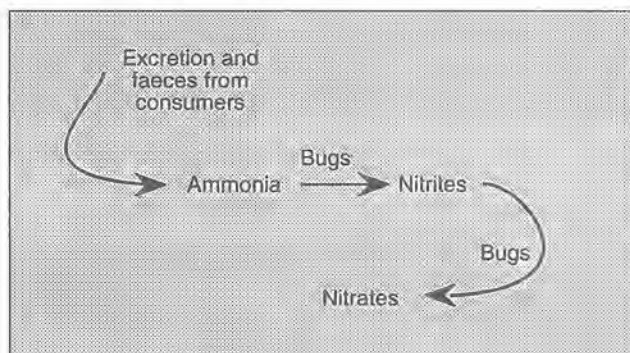 Excretion and
faeces from
consumers
Bugs
Ammonia
Nitrites
Bugs
Nitrates